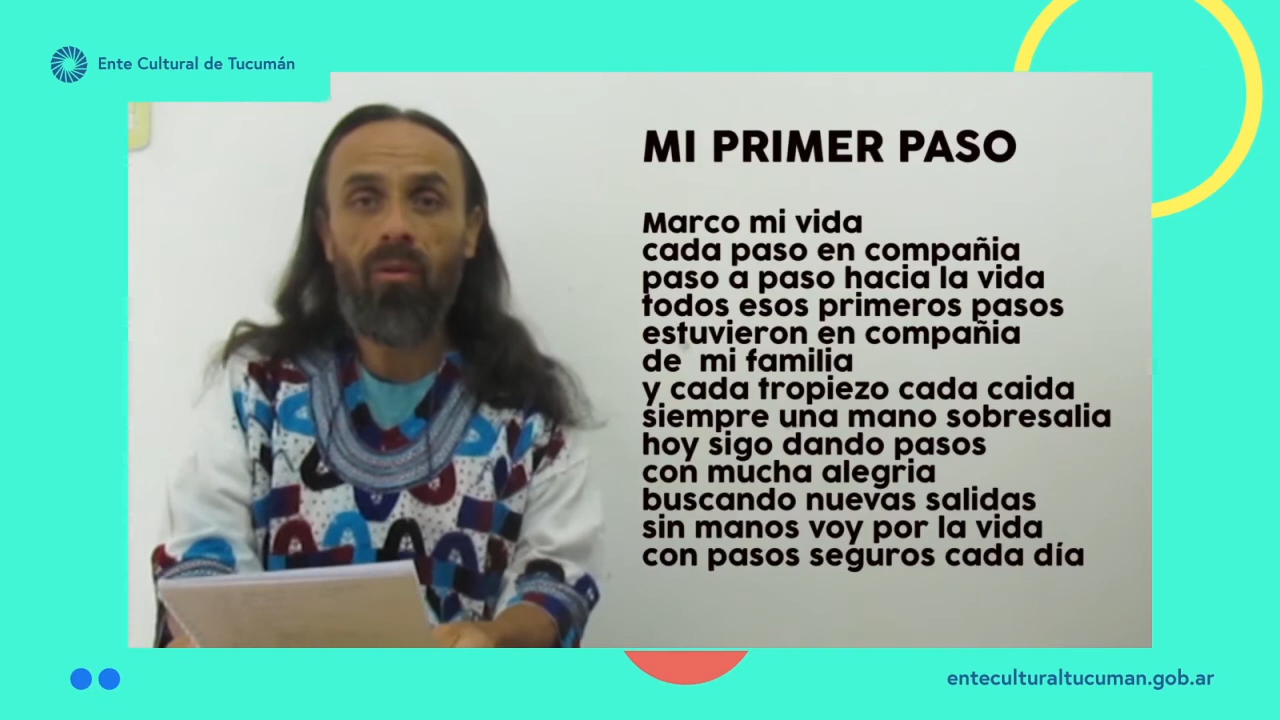 Ente Cultural de Tucumán
MI PRIMER PASO
Marco mi vida
cada paso en compañia
paso a paso hacia la vida
todos esos primeros pasos
estuvieron en compañia
de mi familia
y cada tropiezo cada caida
siempre una mano sobresalia
hoy sigo dando pasos
con mucha alegria
buscando nuevas salidas
sin manos voy por la vida
con pasos seguros cada día
enteculturaltucuman.gob.ar